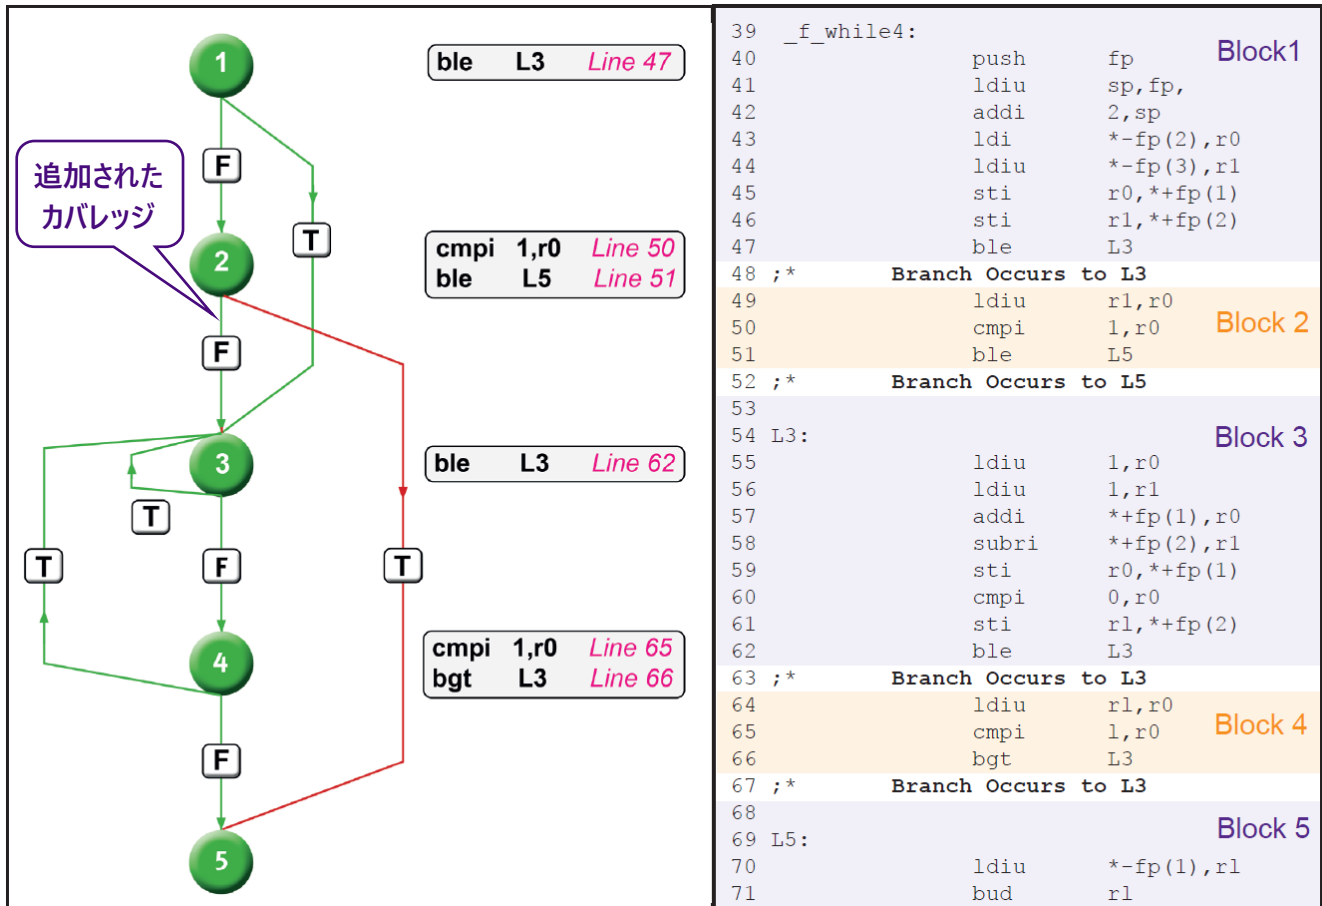 1
ble L3 Line 47
F
追加された
カバレッジ
T
2
cmpi 1,r0 Line 50
ble L5 Line 51
F
3
ble L3 Line 62
T
T
F
T
4
cmpi 1,r0 Line 65
bgt L3 Line 66
F
5
39 _f_while4: Block1
40 push fp
41 ldiu sp,fp,
42 addi 2,sp
43 ldi *-fp(2),r0
44 ldiu *-fp(3),r1
45 sti r0,*+fp(1)
46 sti r1,*+fp(2)
47 ble L3
48 ;* Branch Occurs to L3
49 ldiu r1,r0
50 cmpi 1,r0 Block 2
51 ble L5
52 ;* Branch Occurs to L5
53
54 L3: Block 3
55 ldiu 1,r0
56 ldiu 1,r1
57 addi *+fp(1),r0
58 subri *+fp(2),r1
59 sti r0,*+fp(1)
60 cmpi 0,r0
61 sti rl,*+fp(2)
62 ble L3
63 ;* Branch Occurs to L3
64 ldiu rl,r0
65 cmpi l,r0 Block 4
66 bgt L3
67 ;* Branch Occurs to L3
68
69 L5: Block 5
70 ldiu *-fp(1),rl
71 bud rl